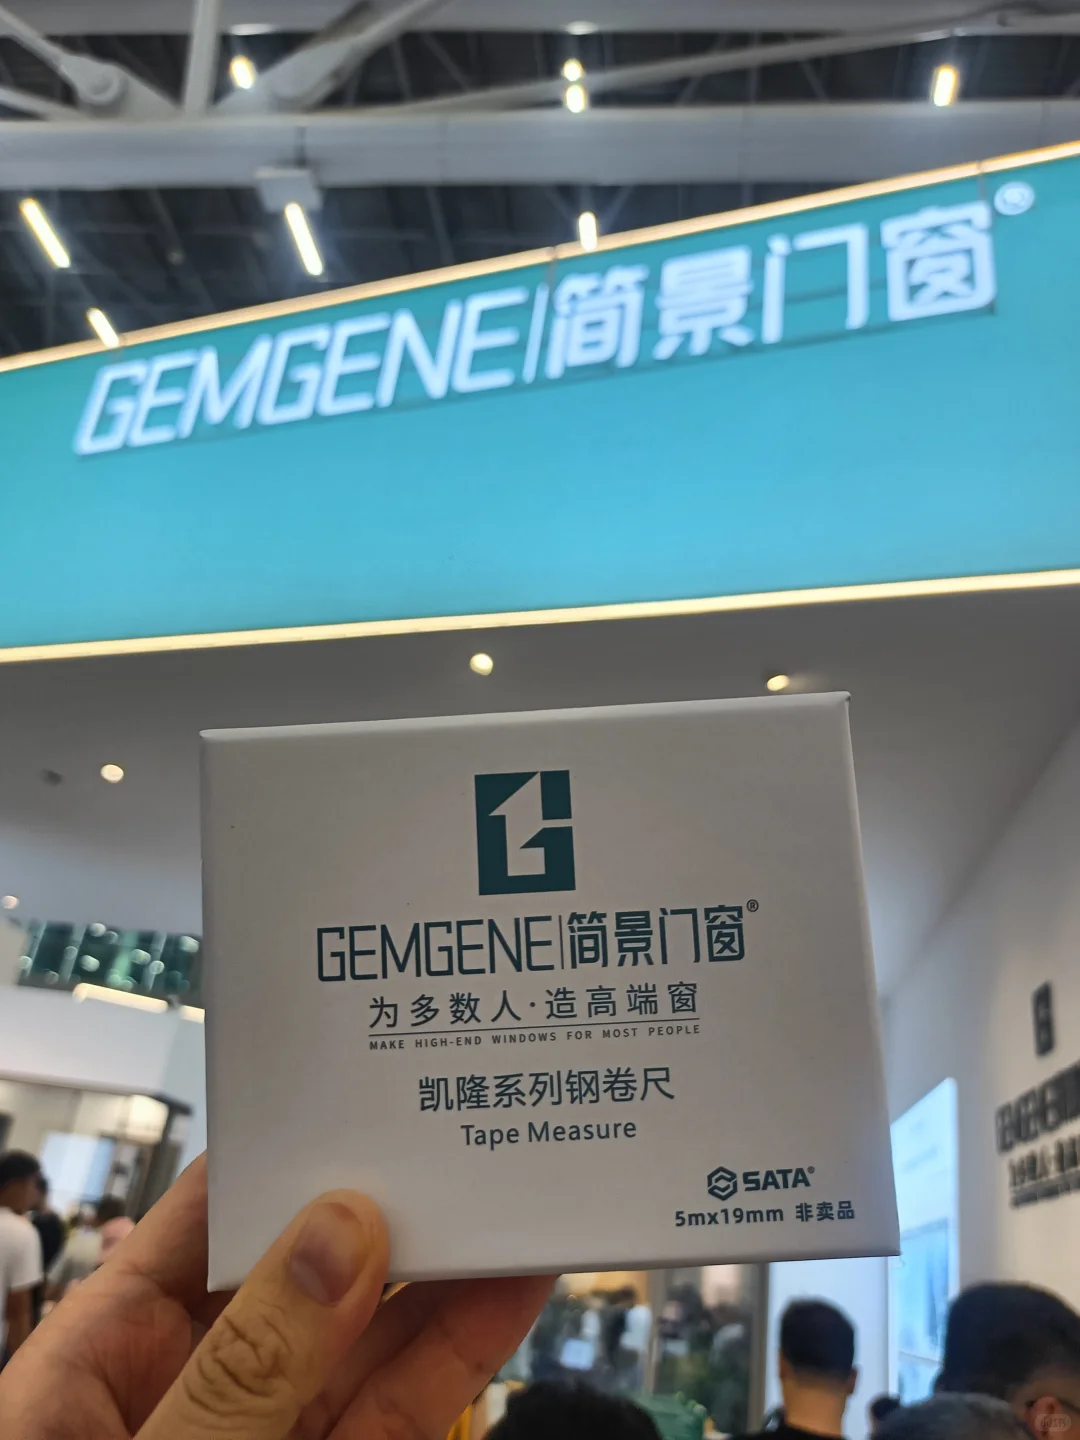 GEMGENE|简景门窗®
GEMGENE|简景门窗®
为多数人·造高端窗
MAKE HIGH-END WINDOWS FOR MOST PEOPLE
凯隆系列钢卷尺
Tape Measure
SATA®
5mx19mm 非卖品